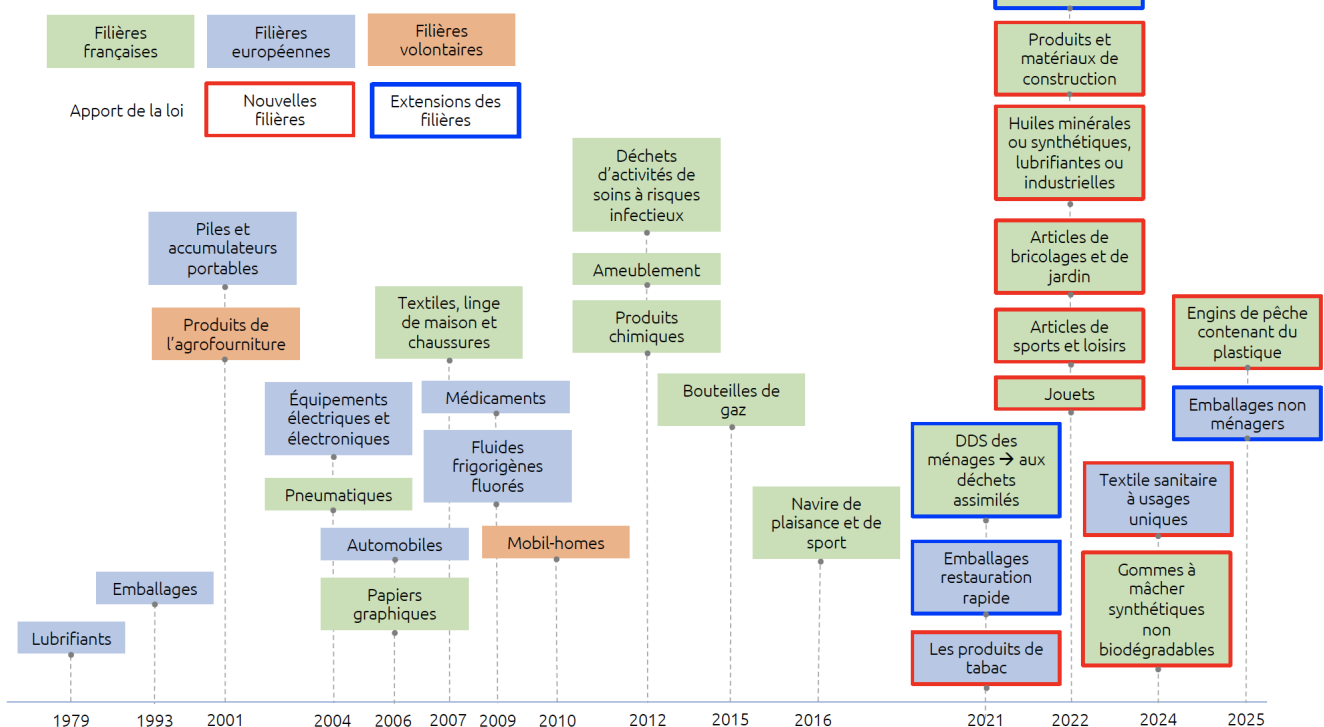 Filières
françaises
Filières
européennes
Filières
volontaires
Apport de la loi
Nouvelles
filières
Extensions des
filières
Produits et
matériaux de
construction
Huiles minérales
ou synthétiques,
lubrifiantes ou
industrielles
Articles de
bricolages et de
jardin
Articles de
sports et loisirs
Jouets
Déchets
d’activités de
soins à risques
infectieux
Ameublement
Produits
chimiques
Piles et
accumulateurs
portables
Produits de
l’agrofourniture
Textiles, linge
de maison et
chaussures
Équipements
électriques et
électroniques
Pneumatiques
Médicaments
Fluides
frigorigènes
fluorés
Automobiles
Papiers
graphiques
Mobil-homes
Bouteilles de
gaz
Navire de
plaisance et de
sport
Emballages
Lubrifiants
DDS des
ménages → aux
déchets
assimilés
Emballages
restauration
rapide
Les produits de
tabac
Engins de pêche
contenant du
plastique
Emballages non
ménagers
Textile sanitaire
à usages
uniques
Gommes à
mâcher
synthétiques
non
biodégradables
1979 1993 2001 2004 2006 2007 2009 2010 2012 2015 2016 2021 2022 2024 2025